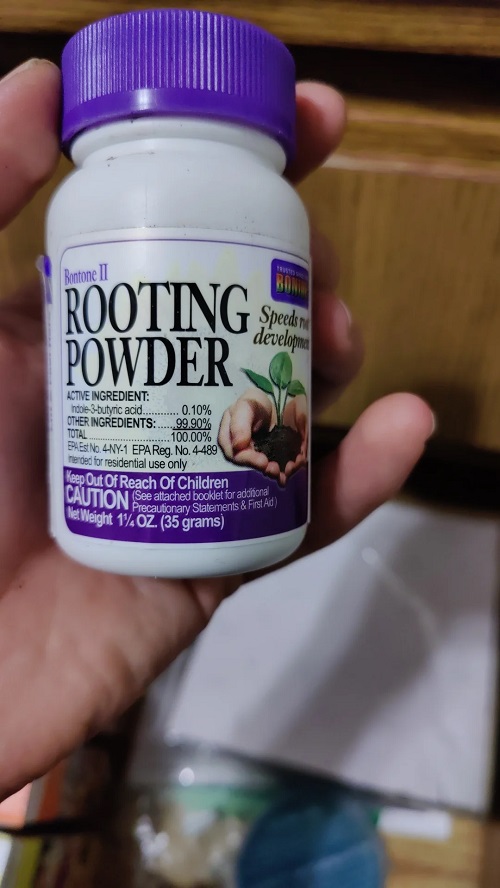 Bontone II
ROOTING
POWDER
Speeds root
development
ACTIVE INGREDIENT:
Indole-3-butyric acid.............. 0.10%
OTHER INGREDIENTS:.....99.90%
TOTAL.................................100.00%
EPA Est No. 4-NY-1 EPA Reg. No. 4-489
Intended for residential use only
Keep Out Of Reach Of Children
CAUTION (See attached booklet for additional
Precautionary Statements & First Aid)
Net Weight 1¼ OZ. (35 grams)